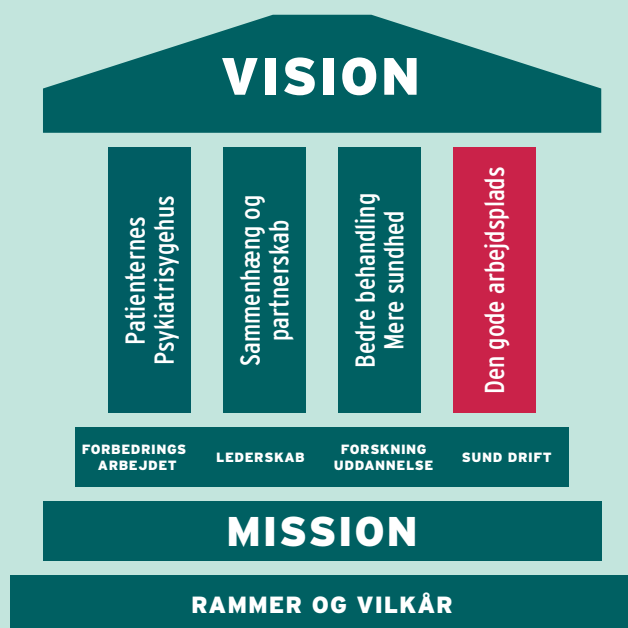 VISION
Patienternes
Psykiatrisygehus
Sammenhæng og
partnerskab
Bedre behandling
Mere sundhed
Den gode arbejdsplads
FORBEDRINGS
ARBEJDET
LEDERSKAB
FORSKNING
UDDANNELSE
SUND DRIFT
MISSION
RAMMER OG VILKÅR